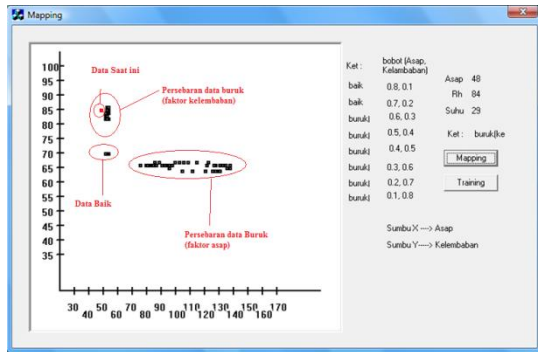 Mapping
100
95
90
85
80
75
70
65
60
55
50
45
40
35
30 40 50 60 70 80 90 100 110 120 130 140 150 160 170
Data Saat ini
Persebaran data buruk
(faktor kelembaban)
Data Baik
Persebaran data Buruk
(faktor asap)
Ket :
bobot (Asap,
Kelambaban)
baik 0.8, 0.1
baik 0.7, 0.2
buruk( 0.6, 0.3
buruk( 0.5, 0.4
buruk( 0.4, 0.5
buruk( 0.3, 0.6
buruk( 0.2, 0.7
buruk( 0.1, 0.8
Asap 48
Rh 84
Suhu 29
Ket : buruk(ke
Mapping
Training
Sumbu X ----> Asap
Sumbu Y----> Kelembaban